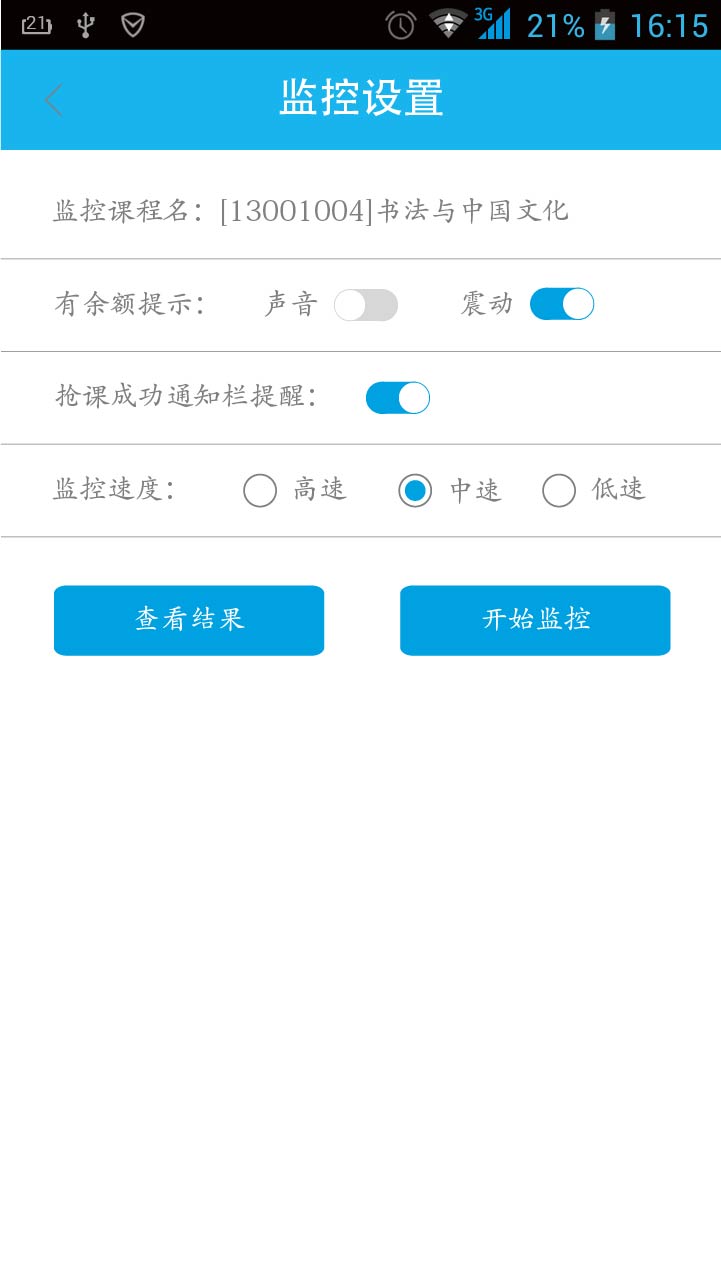 21 3G 21% 16:15
监控设置
监控课程名：[13001004]书法与中国文化
有余额提示： 声音 震动
抢课成功通知栏提醒：
监控速度： 高速 中速 低速
查看结果 开始监控